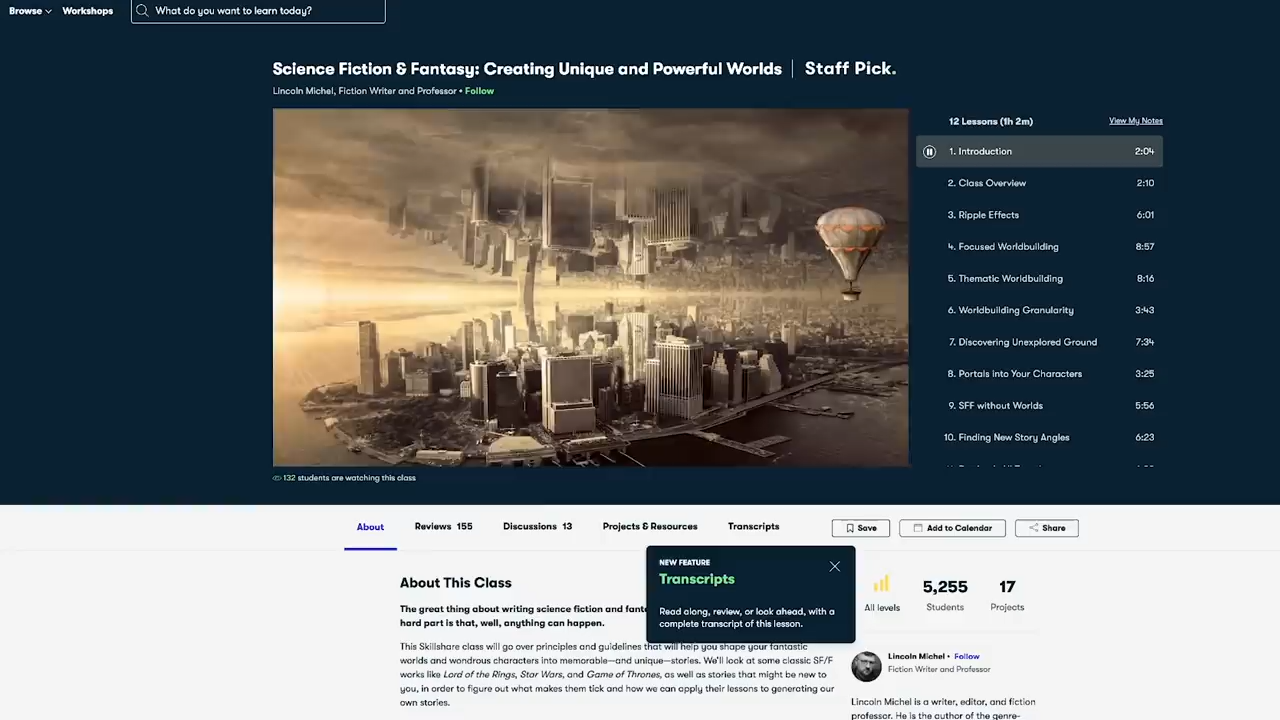 Browse
Workshops
What do you want to learn today?
Science Fiction & Fantasy: Creating Unique and Powerful Worlds
Staff Pick.
Lincoln Michel, Fiction Writer and Professor • Follow
12 Lessons (1h 2m)
View My Notes
1. Introduction 2:04
2. Class Overview 2:10
3. Ripple Effects 6:01
4. Focused Worldbuilding 8:57
5. Thematic Worldbuilding 8:16
6. Worldbuilding Granularity 3:43
7. Discovering Unexplored Ground 7:34
8. Portals into Your Characters 3:25
9. SFF without Worlds 5:56
10. Finding New Story Angles 6:23
132 students are watching this class
About
Reviews 155
Discussions 13
Projects & Resources
Transcripts
Save
Add to Calendar
Share
About This Class
The great thing about writing science fiction and
hard part is that, well, anything can happen.
This Skillshare class will go over principles and guidelines that will help you shape your fantastic
worlds and wondrous characters into memorable—and unique—stories. We'll look at some classic SF/F
works like Lord of the Rings, Star Wars, and Game of Thrones, as well as stories that might be new to
you, in order to figure out what makes them tick and how we can apply their lessons to generating our
own stories.
NEW FEATURE
Transcripts
Read along, review, or look ahead, with a
complete transcript of this lesson.
All levels
5,255
Students
17
Projects
Lincoln Michel • Follow
Fiction Writer and Professor
Lincoln Michel is a writer, editor, and fiction
professor. He is the author of the genre-